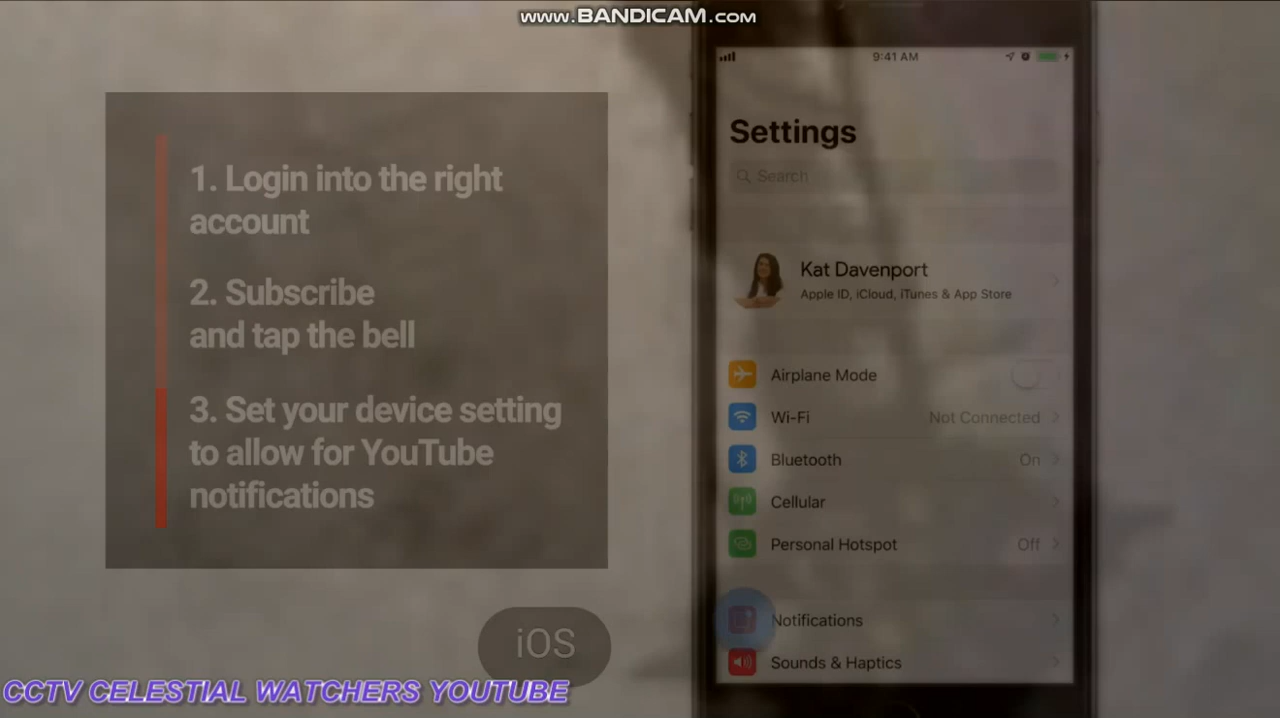 www.BANDICAM.com
1. Login into the right
account
2. Subscribe
and tap the bell
3. Set your device setting
to allow for YouTube
notifications
iOS
9:41 AM
Settings
Search
Kat Davenport
Apple ID, iCloud, iTunes & App Store
Airplane Mode
Wi-Fi Not Connected
Bluetooth On
Cellular
Personal Hotspot Off
Notifications
Sounds & Haptics
CCTV CELESTIAL WATCHERS YOUTUBE